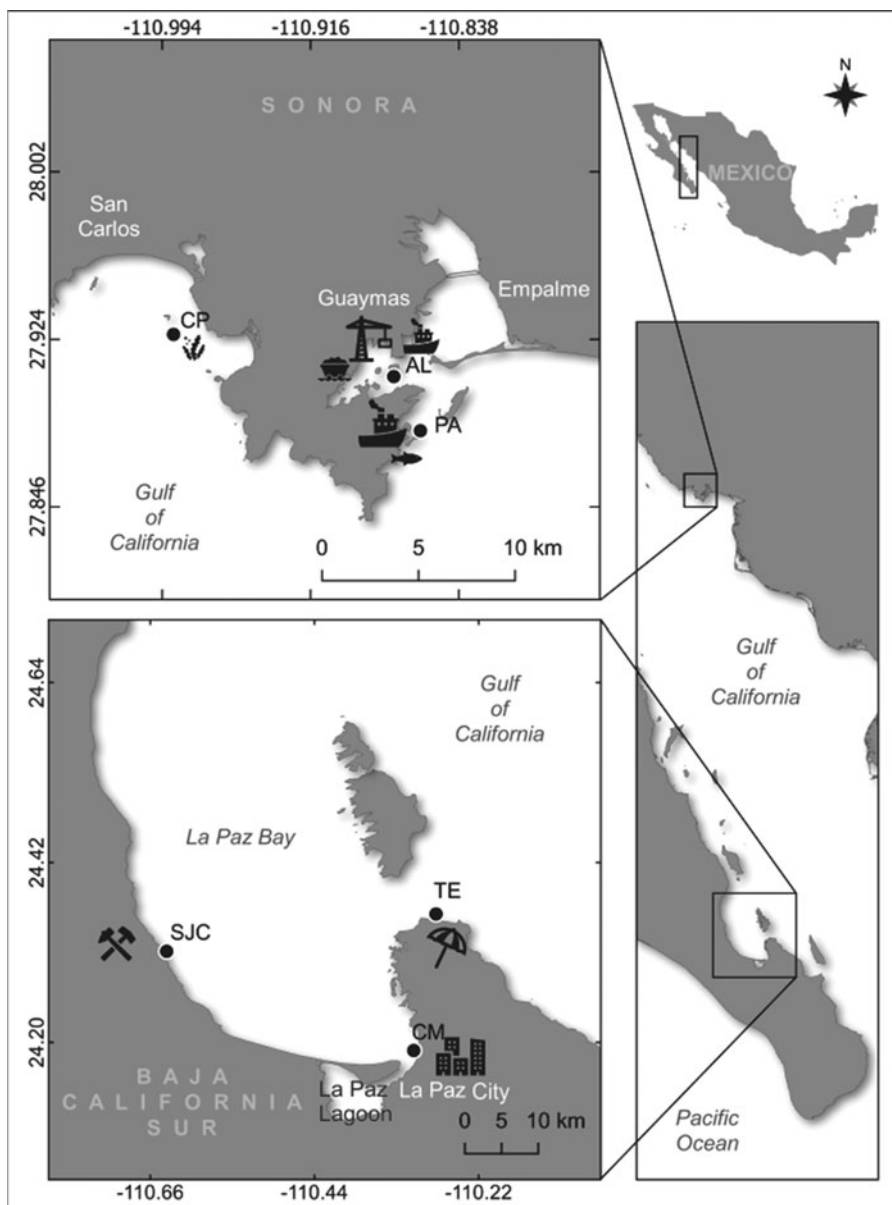 -110.994
-110.916
-110.838
N
SONORA
28.002
MEXICO
San
Carlos
Guaymas
Empalme
CP
27.924
AL
PA
27.846
Gulf
of
California
0
5
10 km
24.64
Gulf
of
California
Gulf
of
California
La Paz Bay
24.42
TE
SJC
24.20
CM
BAJA
CALIFORNIA
SUR
La Paz
Lagoon
La Paz City
0
5
10 km
Pacific
Ocean
-110.66
-110.44
-110.22